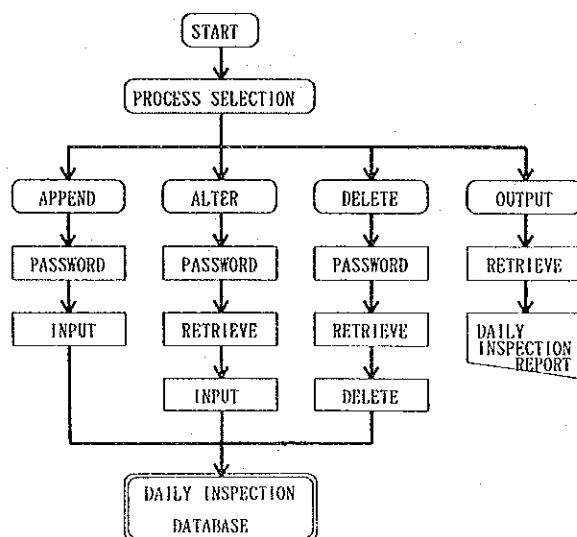 START
PROCESS SELECTION
APPEND
ALTER
DELETE
OUTPUT
PASSWORD
PASSWORD
PASSWORD
RETRIEVE
INPUT
RETRIEVE
RETRIEVE
DAILY
INSPECTION
REPORT
INPUT
DELETE
DAILY INSPECTION
DATABASE